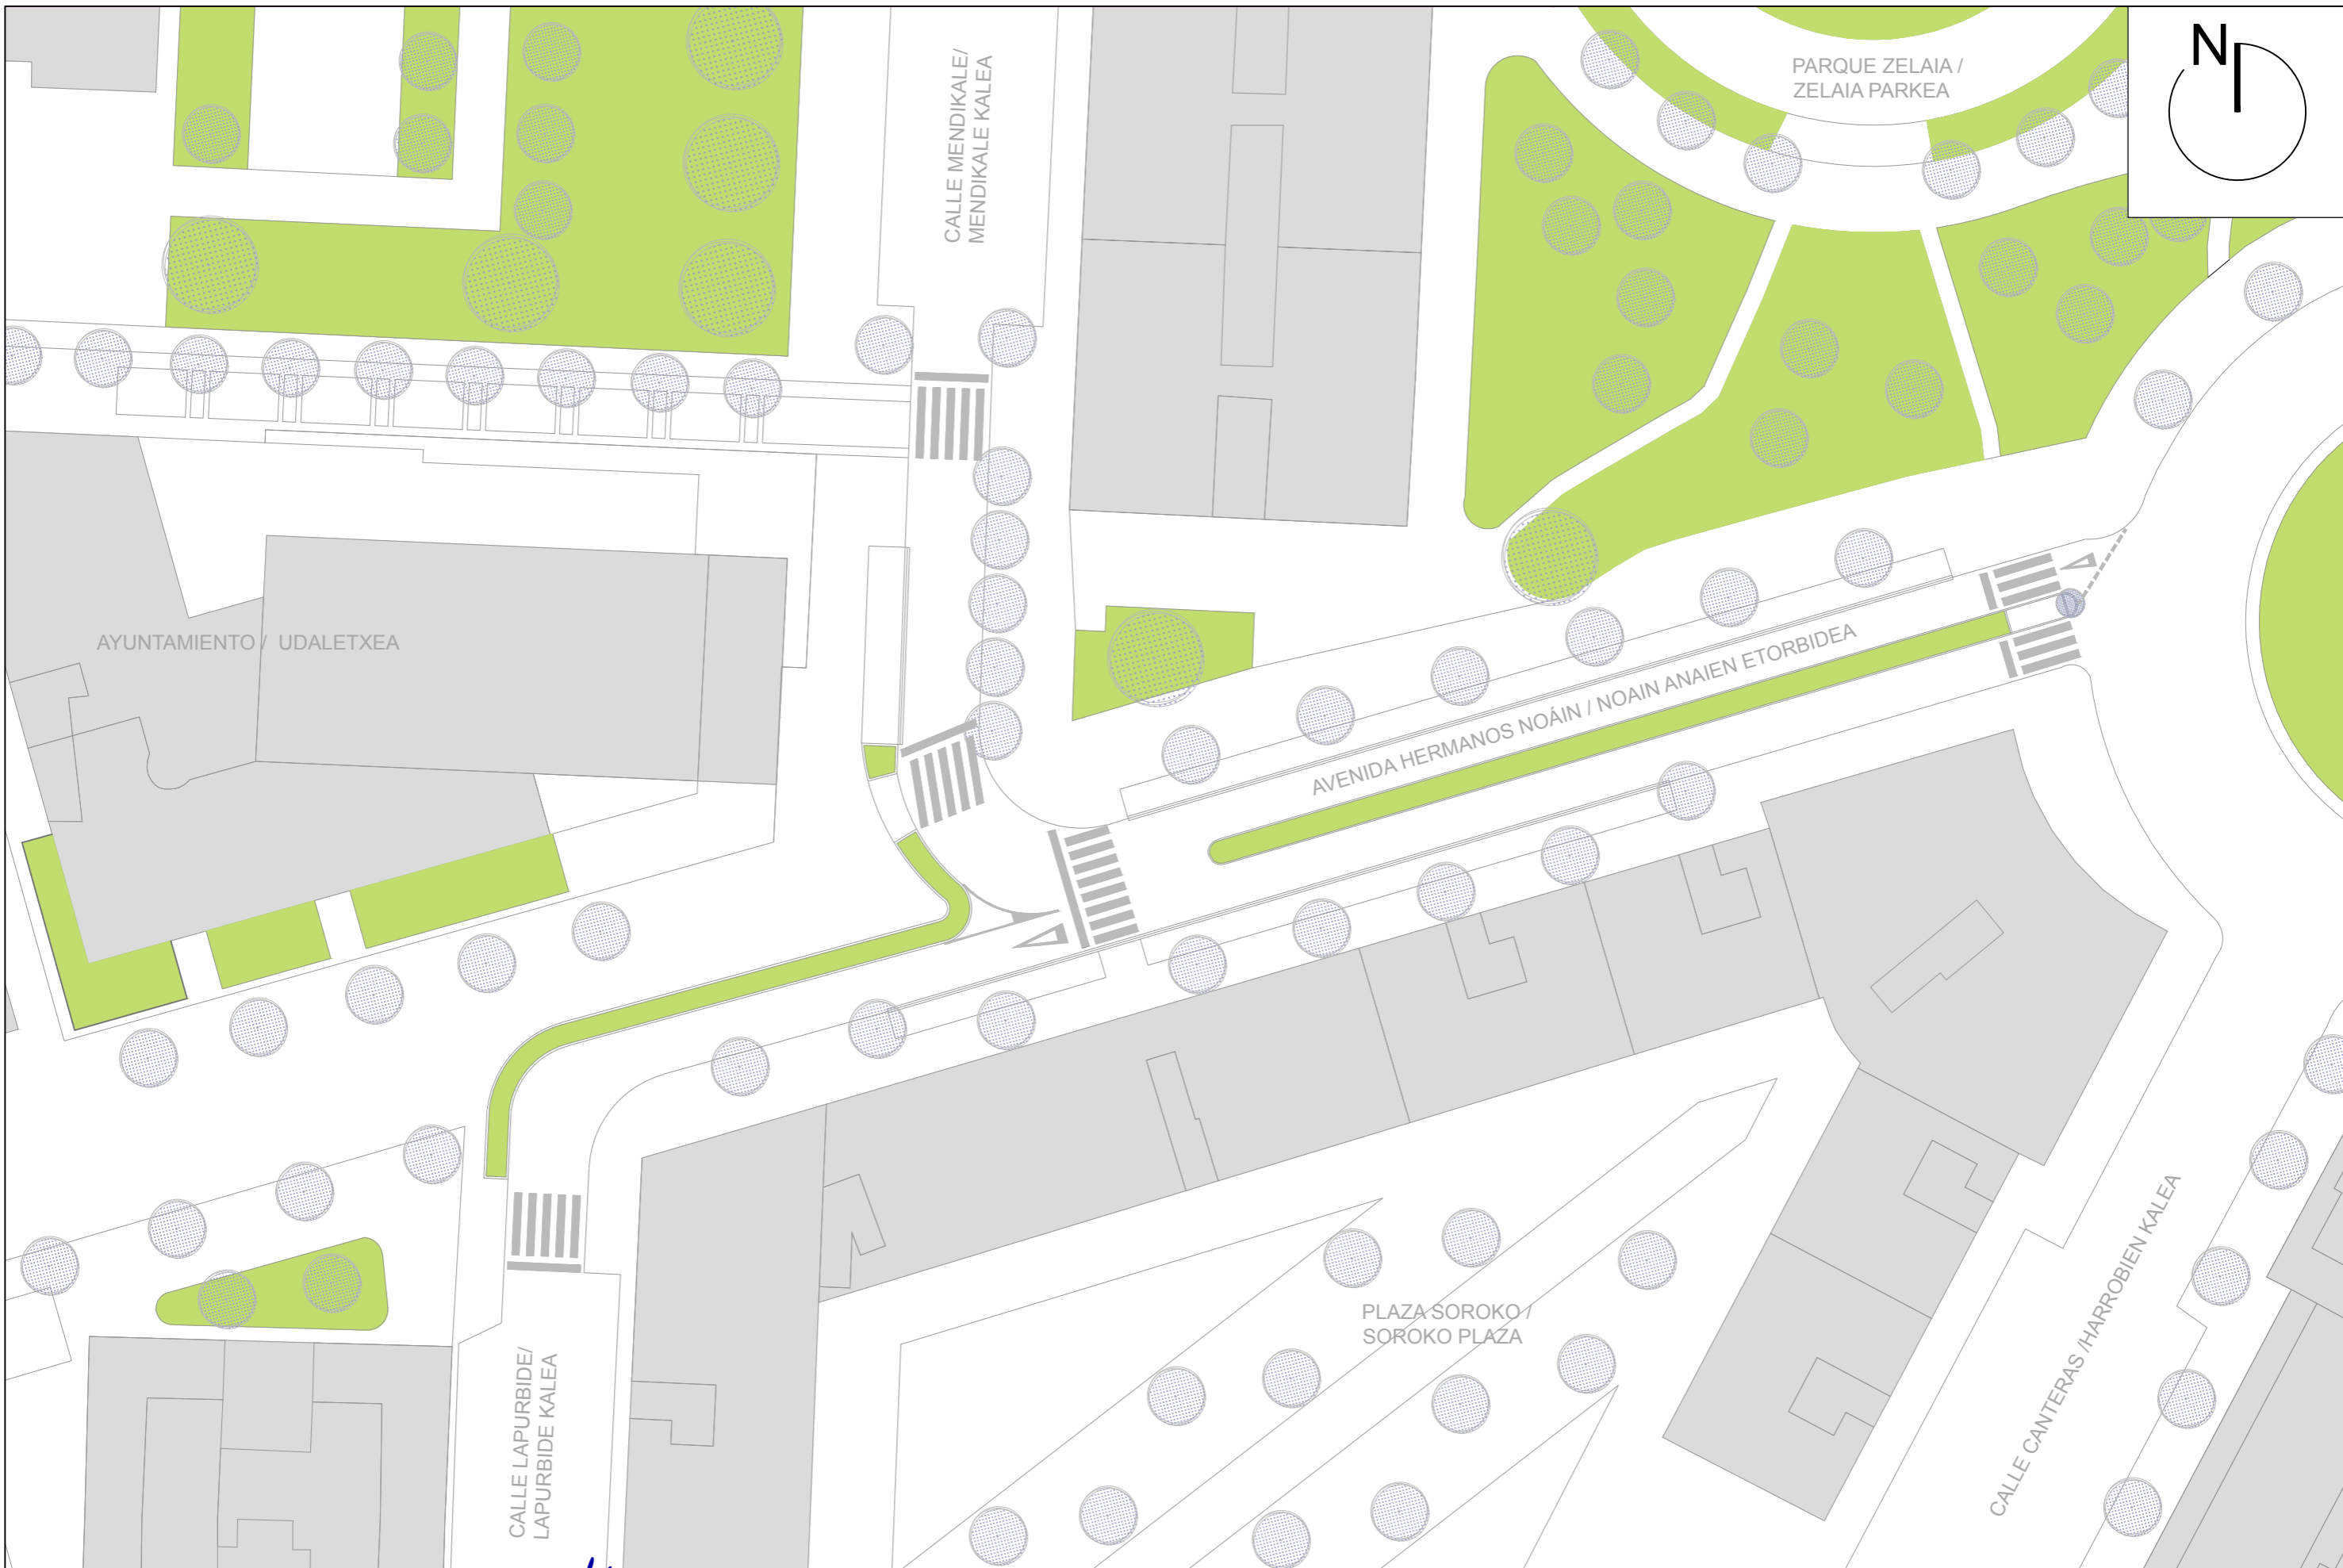 N
PARQUE ZELAIA /
ZELAIA PARKEA
CALLE MENDIKALE/
MENDIKALE KALEA
AYUNTAMIENTO / UDALETXEA
AVENIDA HERMANOS NOÁIN / NOAIN ANAIEN ETORBIDEA
PLAZA SOROKO /
SOROKO PLAZA
CALLE CANTERAS /HARROBIEN KALEA
CALLE LAPURBIDE/
LAPURBIDE KALEA